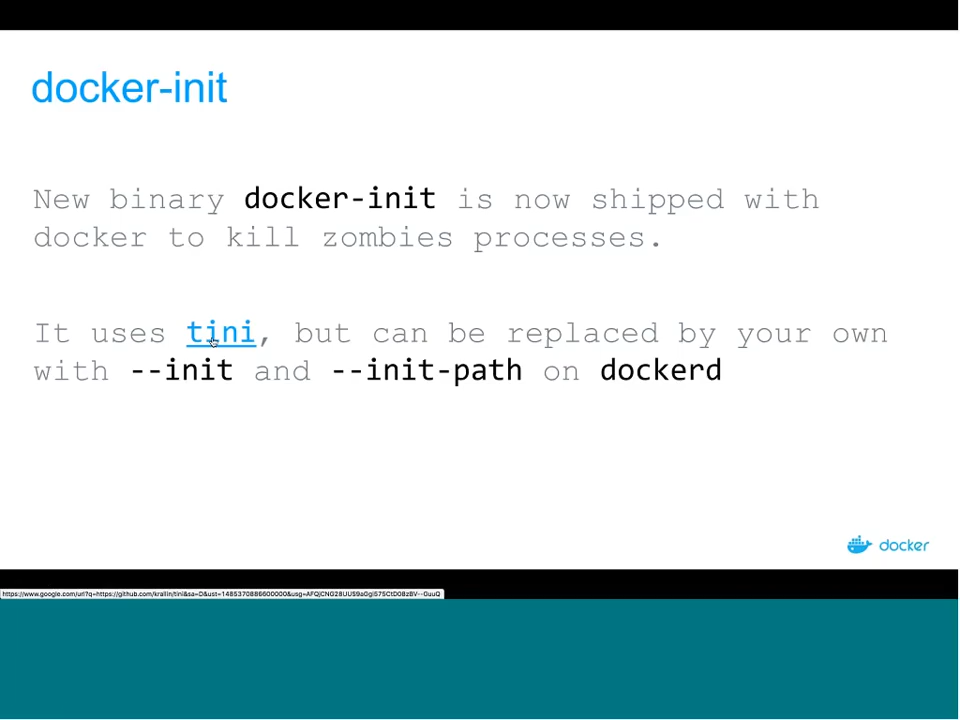 docker-init
New binary docker-init is now shipped with
docker to kill zombies processes.
It uses tini, but can be replaced by your own
with --init and --init-path on dockerd
docker